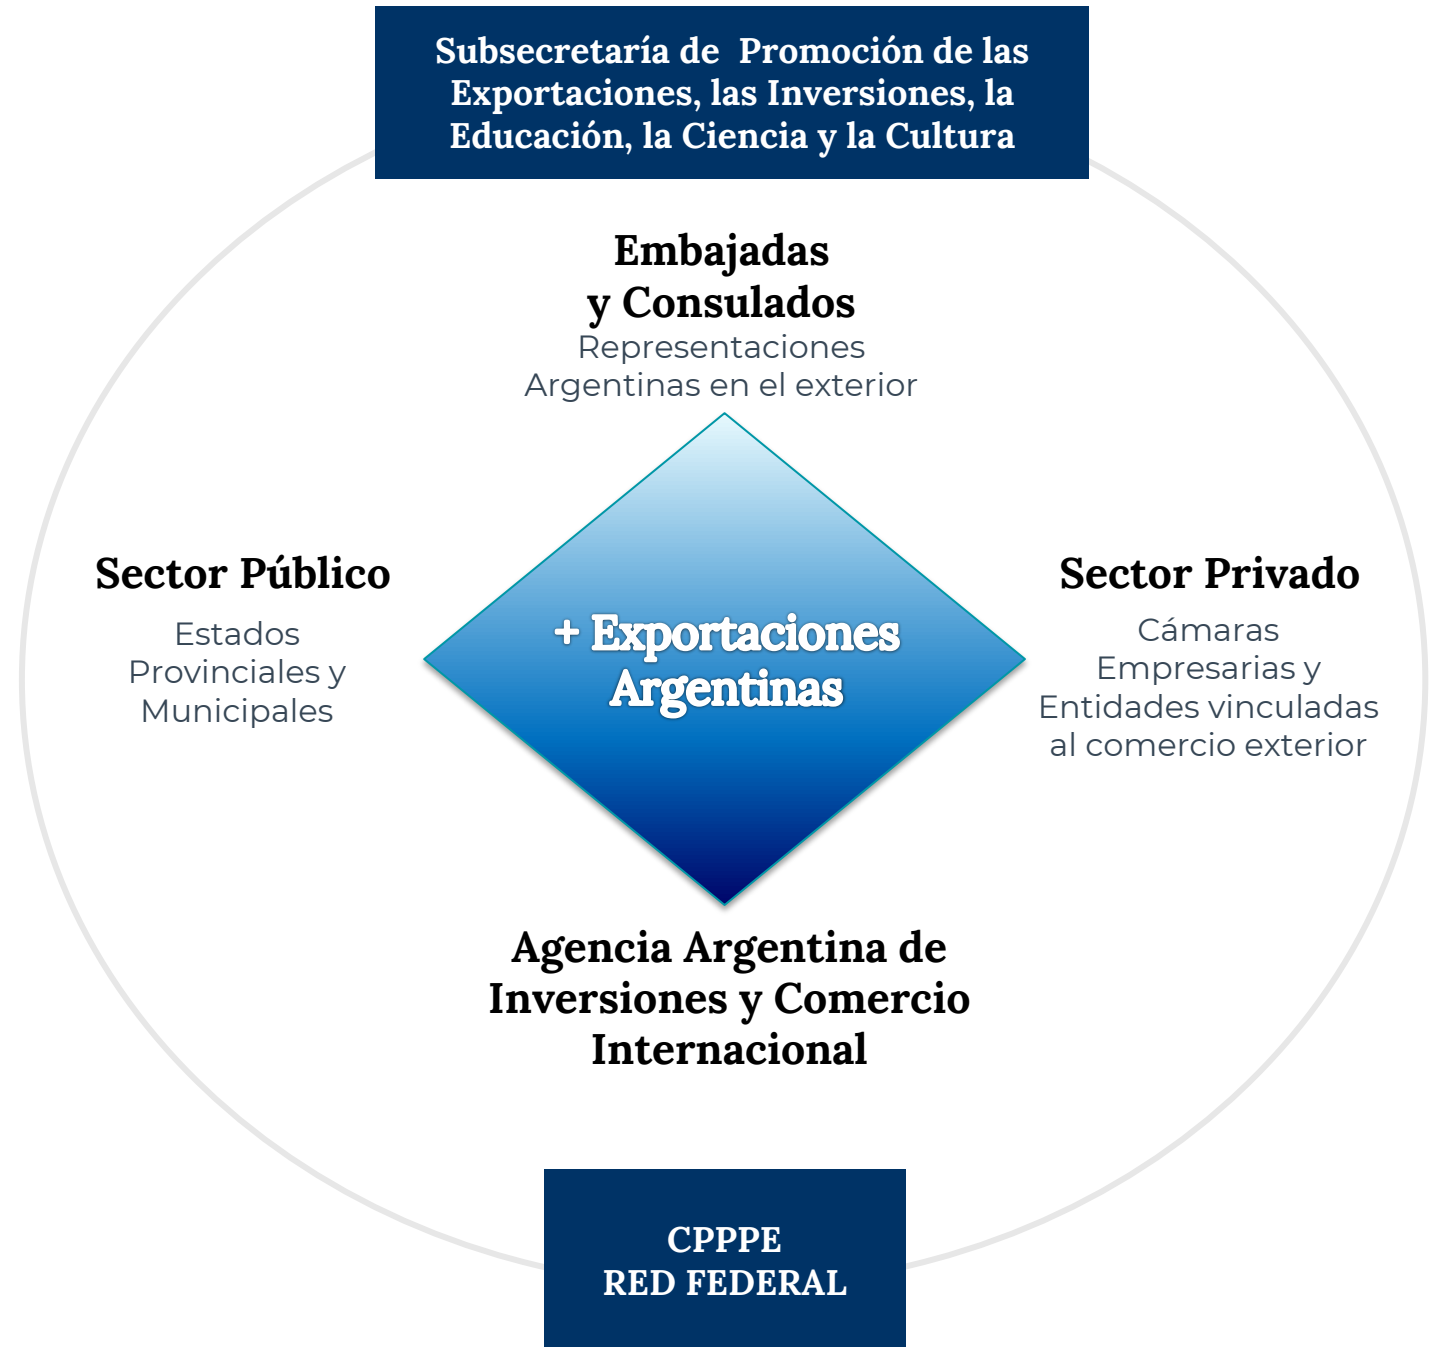 Subsecretaría de Promoción de las
Exportaciones, las Inversiones, la
Educación, la Ciencia y la Cultura
Embajadas
y Consulados
Representaciones
Argentinas en el exterior
Sector Público
Estados
Provinciales y
Municipales
+ Exportaciones
Argentinas
Sector Privado
Cámaras
Empresarias y
Entidades vinculadas
al comercio exterior
Agencia Argentina de
Inversiones y Comercio
Internacional
CPPPE
RED FEDERAL